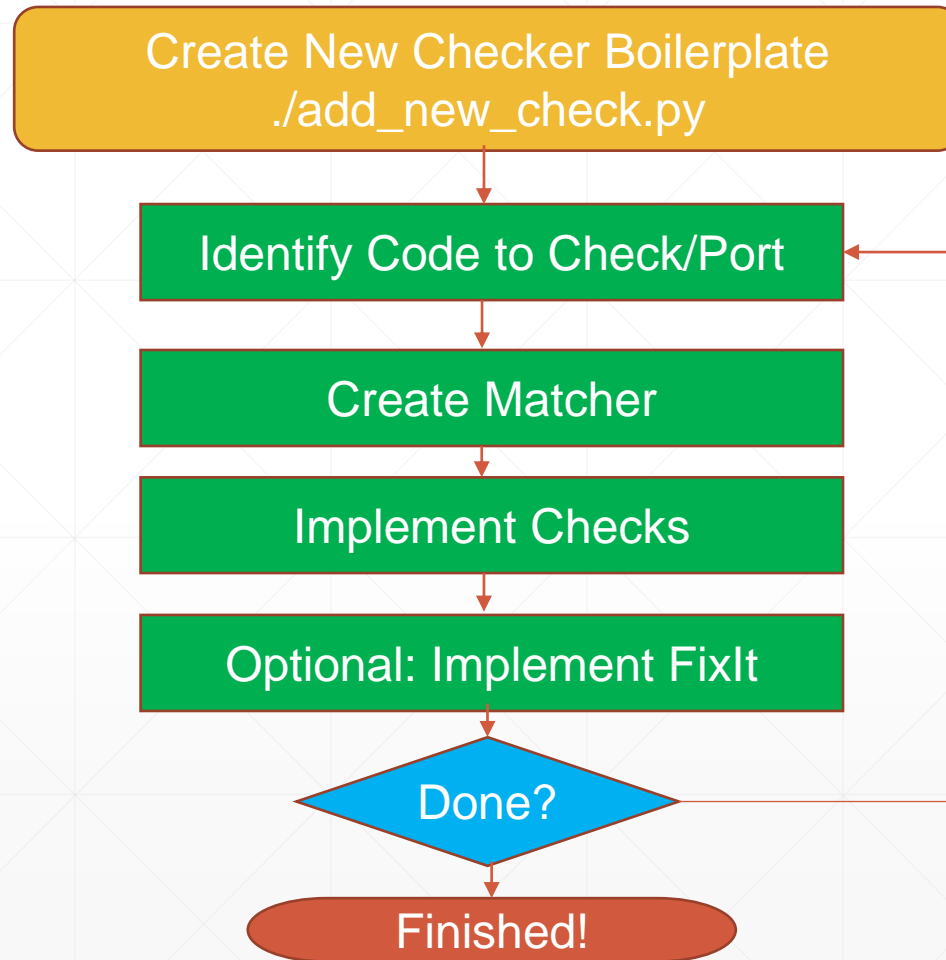 Create New Checker Boilerplate
./add_new_check.py
Identify Code to Check/Port
Create Matcher
Implement Checks
Optional: Implement FixIt
Done?
Finished!